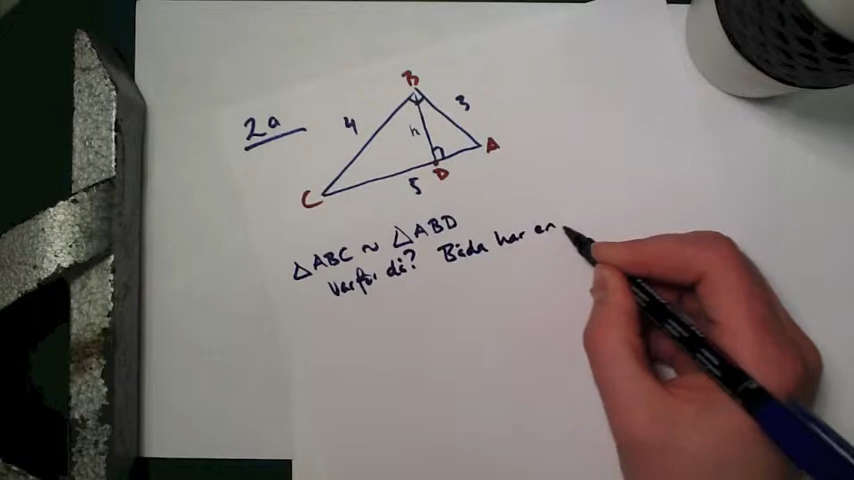 B
2a
4
3
h
A
D
C
5
△ABC ~ △ABD
Varför då? Båda har en